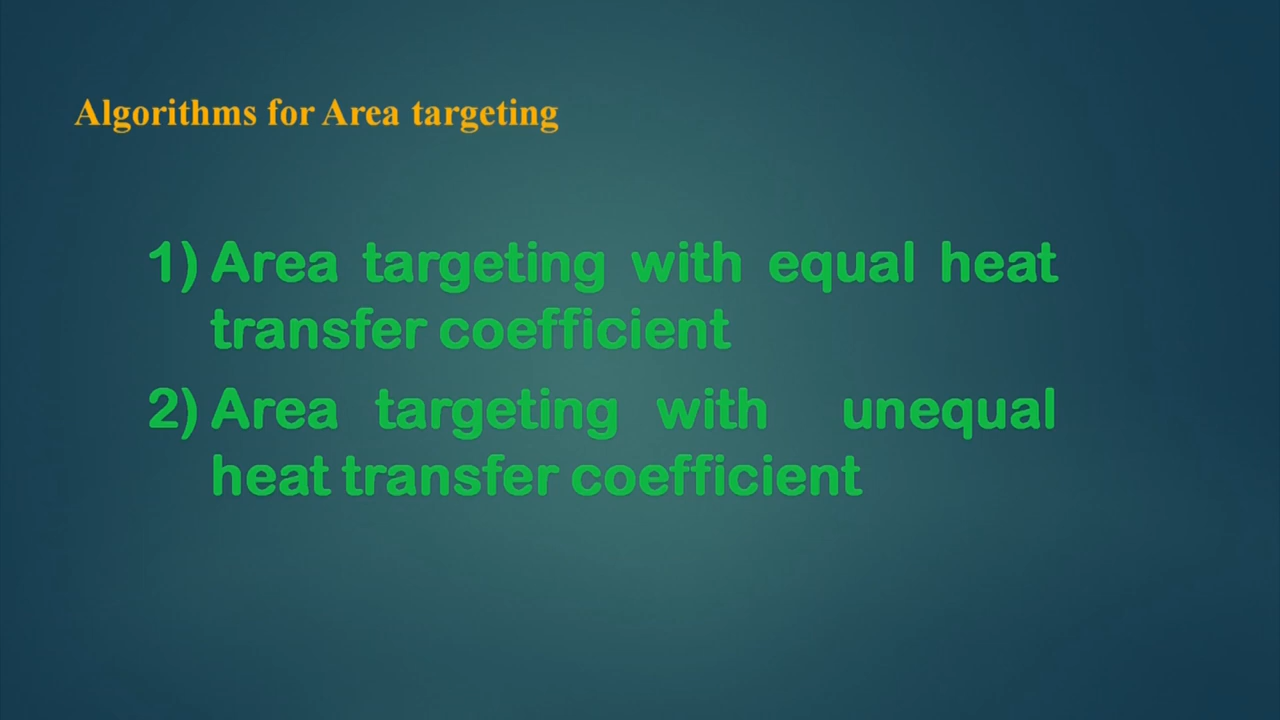 Algorithms for Area targeting
1) Area targeting with equal heat
transfer coefficient
2) Area targeting with unequal
heat transfer coefficient